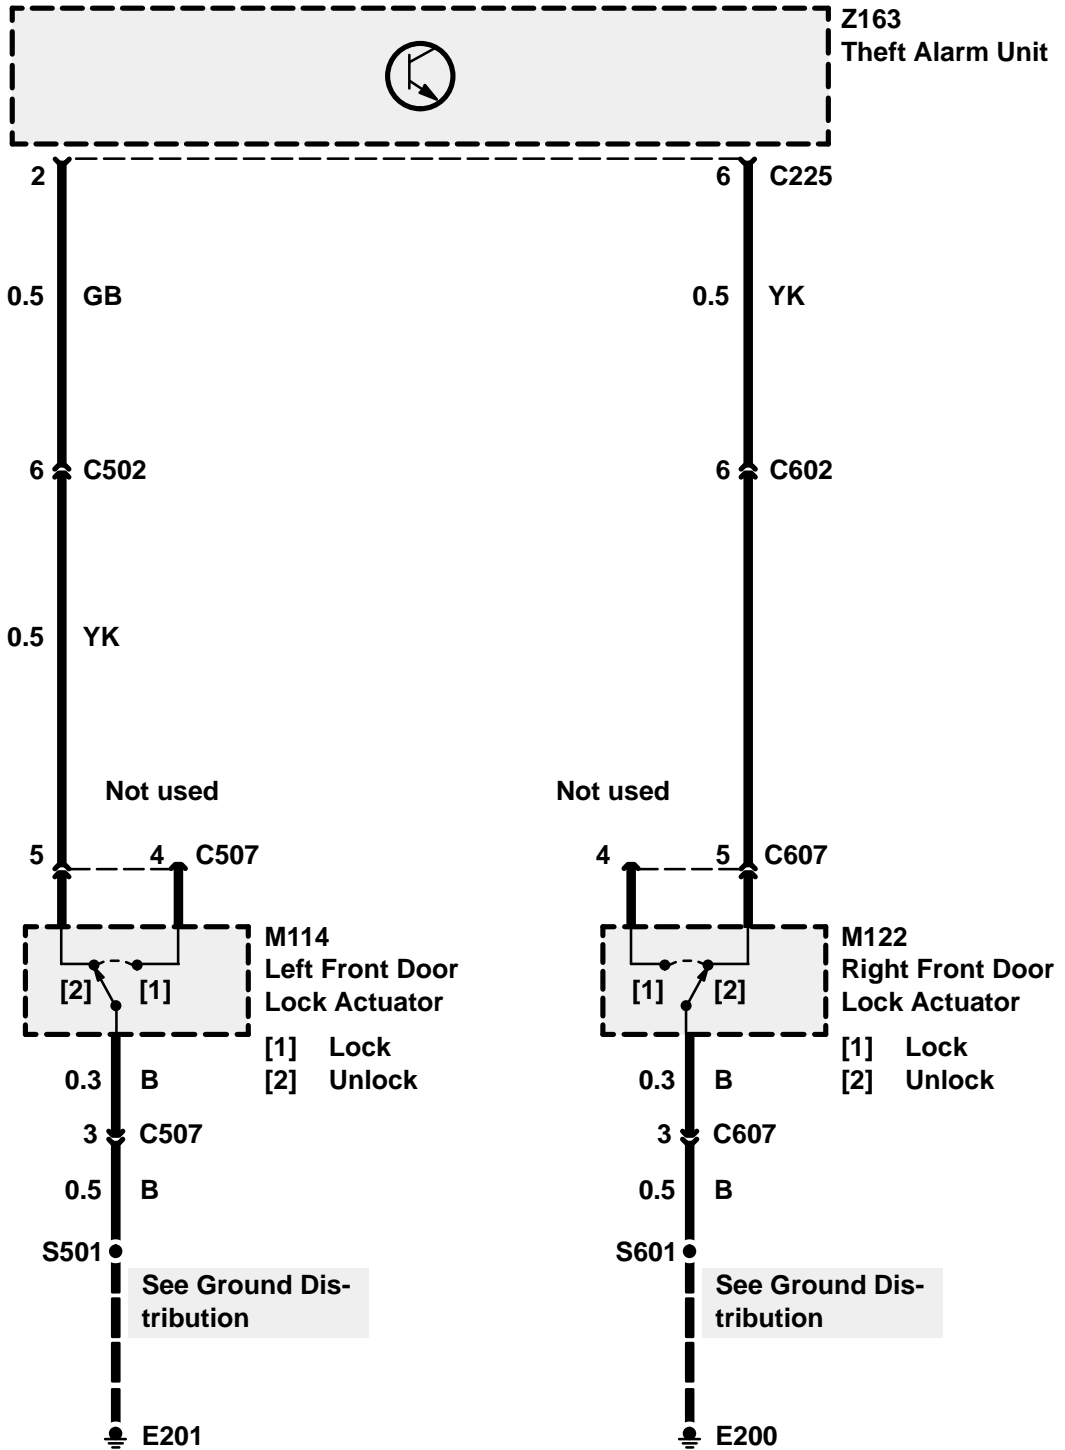 Z163
Theft Alarm Unit
2
6 C225
0.5 GB
0.5 YK
6 C502
6 C602
0.5 YK
Not used
Not used
5
4 C507
4
5 C607
M114
Left Front Door
Lock Actuator
[2] [1]
[1] Lock
[2] Unlock
M122
Right Front Door
Lock Actuator
[1] [2]
[1] Lock
[2] Unlock
0.3 B
0.3 B
3 C507
3 C607
0.5 B
0.5 B
S501
S601
See Ground Dis-
tribution
See Ground Dis-
tribution
E201
E200